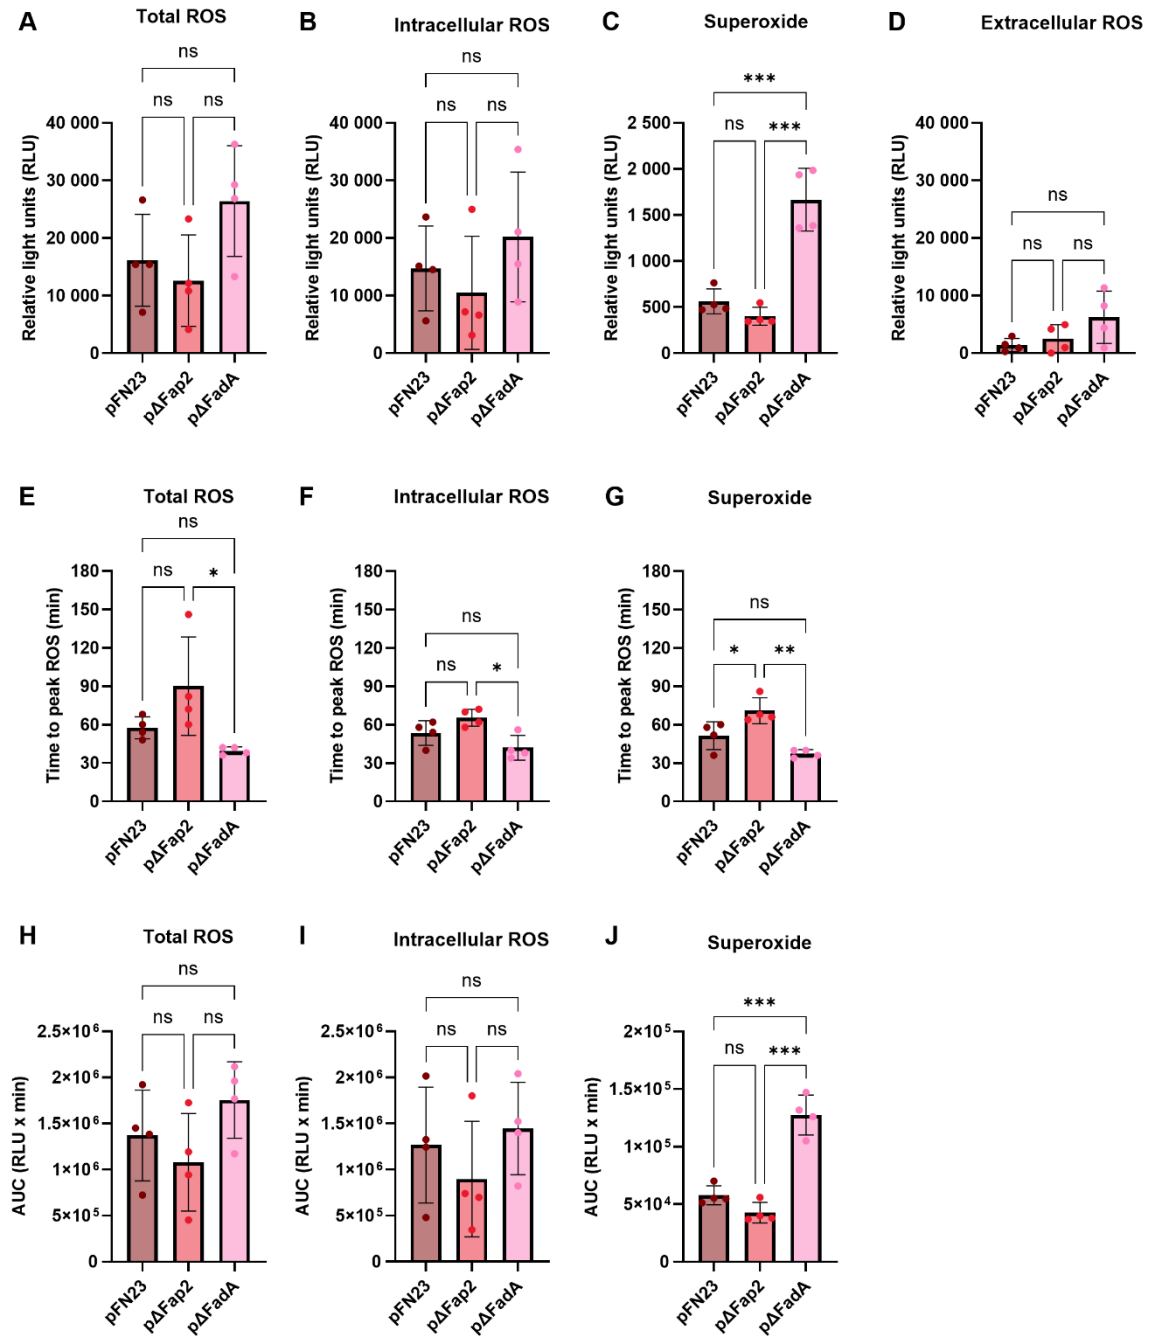 A
Total ROS
ns
ns
ns
Relative light units (RLU)
40 000
30 000
20 000
10 000
0
pFN23
pΔFap2
pΔFadA
B
Intracellular ROS
ns
ns
ns
Relative light units (RLU)
40 000
30 000
20 000
10 000
0
pFN23
pΔFap2
pΔFadA
C
Superoxide
***
ns
***
Relative light units (RLU)
2 500
2 000
1 500
1 000
500
0
pFN23
pΔFap2
pΔFadA
D
Extracellular ROS
ns
ns
ns
Relative light units (RLU)
40 000
30 000
20 000
10 000
0
pFN23
pΔFap2
pΔFadA
E
Total ROS
ns
ns
*
Time to peak ROS (min)
180
150
120
90
60
30
0
pFN23
pΔFap2
pΔFadA
F
Intracellular ROS
ns
ns
*
Time to peak ROS (min)
180
150
120
90
60
30
0
pFN23
pΔFap2
pΔFadA
G
Superoxide
ns
*
**
Time to peak ROS (min)
180
150
120
90
60
30
0
pFN23
pΔFap2
pΔFadA
H
Total ROS
ns
ns
ns
AUC (RLU x min)
2.5×10⁶
2×10⁶
1.5×10⁶
1×10⁶
5×10⁵
0
pFN23
pΔFap2
pΔFadA
I
Intracellular ROS
ns
ns
ns
AUC (RLU x min)
2.5×10⁶
2×10⁶
1.5×10⁶
1×10⁶
5×10⁵
0
pFN23
pΔFap2
pΔFadA
J
Superoxide
***
ns
***
AUC (RLU x min)
2×10⁵
1.5×10⁵
1×10⁵
5×10⁴
0
pFN23
pΔFap2
pΔFadA